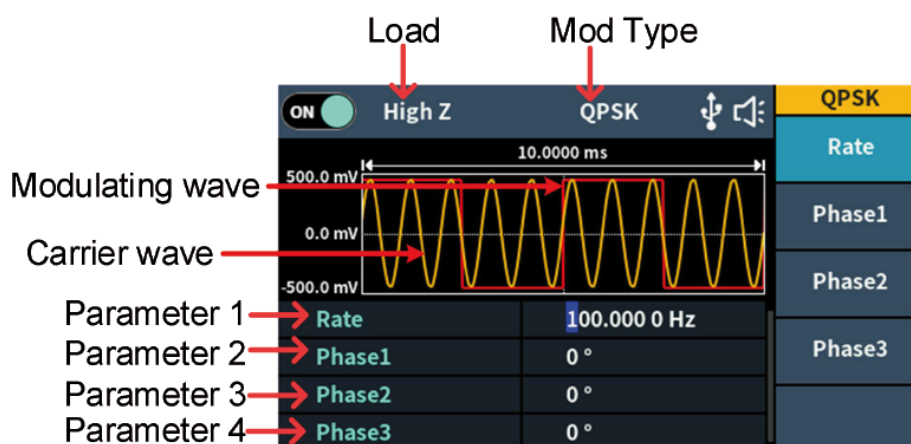 Load
Mod Type
ON
High Z
QPSK
QPSK
10.0000 ms
Rate
500.0 mV
Modulating wave
Phase1
0.0 mV
Carrier wave
Phase2
-500.0 mV
Parameter 1
Rate
100.000 0 Hz
Parameter 2
Phase1
0 °
Phase3
Parameter 3
Phase2
0 °
Parameter 4
Phase3
0 °